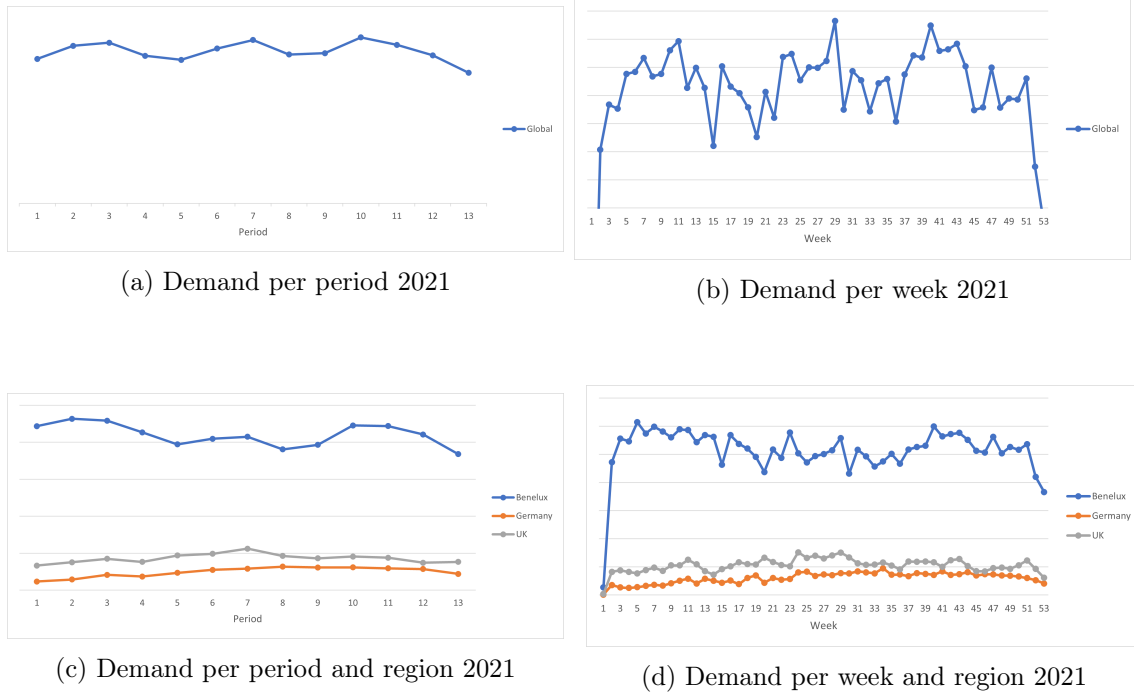 Global
1 2 3 4 5 6 7 8 9 10 11 12 13
Period
(a) Demand per period 2021
Global
1 3 5 7 9 11 13 15 17 19 21 23 25 27 29 31 33 35 37 39 41 43 45 47 49 51 53
Week
(b) Demand per week 2021
Benelux
Germany
UK
1 2 3 4 5 6 7 8 9 10 11 12 13
Period
(c) Demand per period and region 2021
Benelux
Germany
UK
1 3 5 7 9 11 13 15 17 19 21 23 25 27 29 31 33 35 37 39 41 43 45 47 49 51 53
Week
(d) Demand per week and region 2021